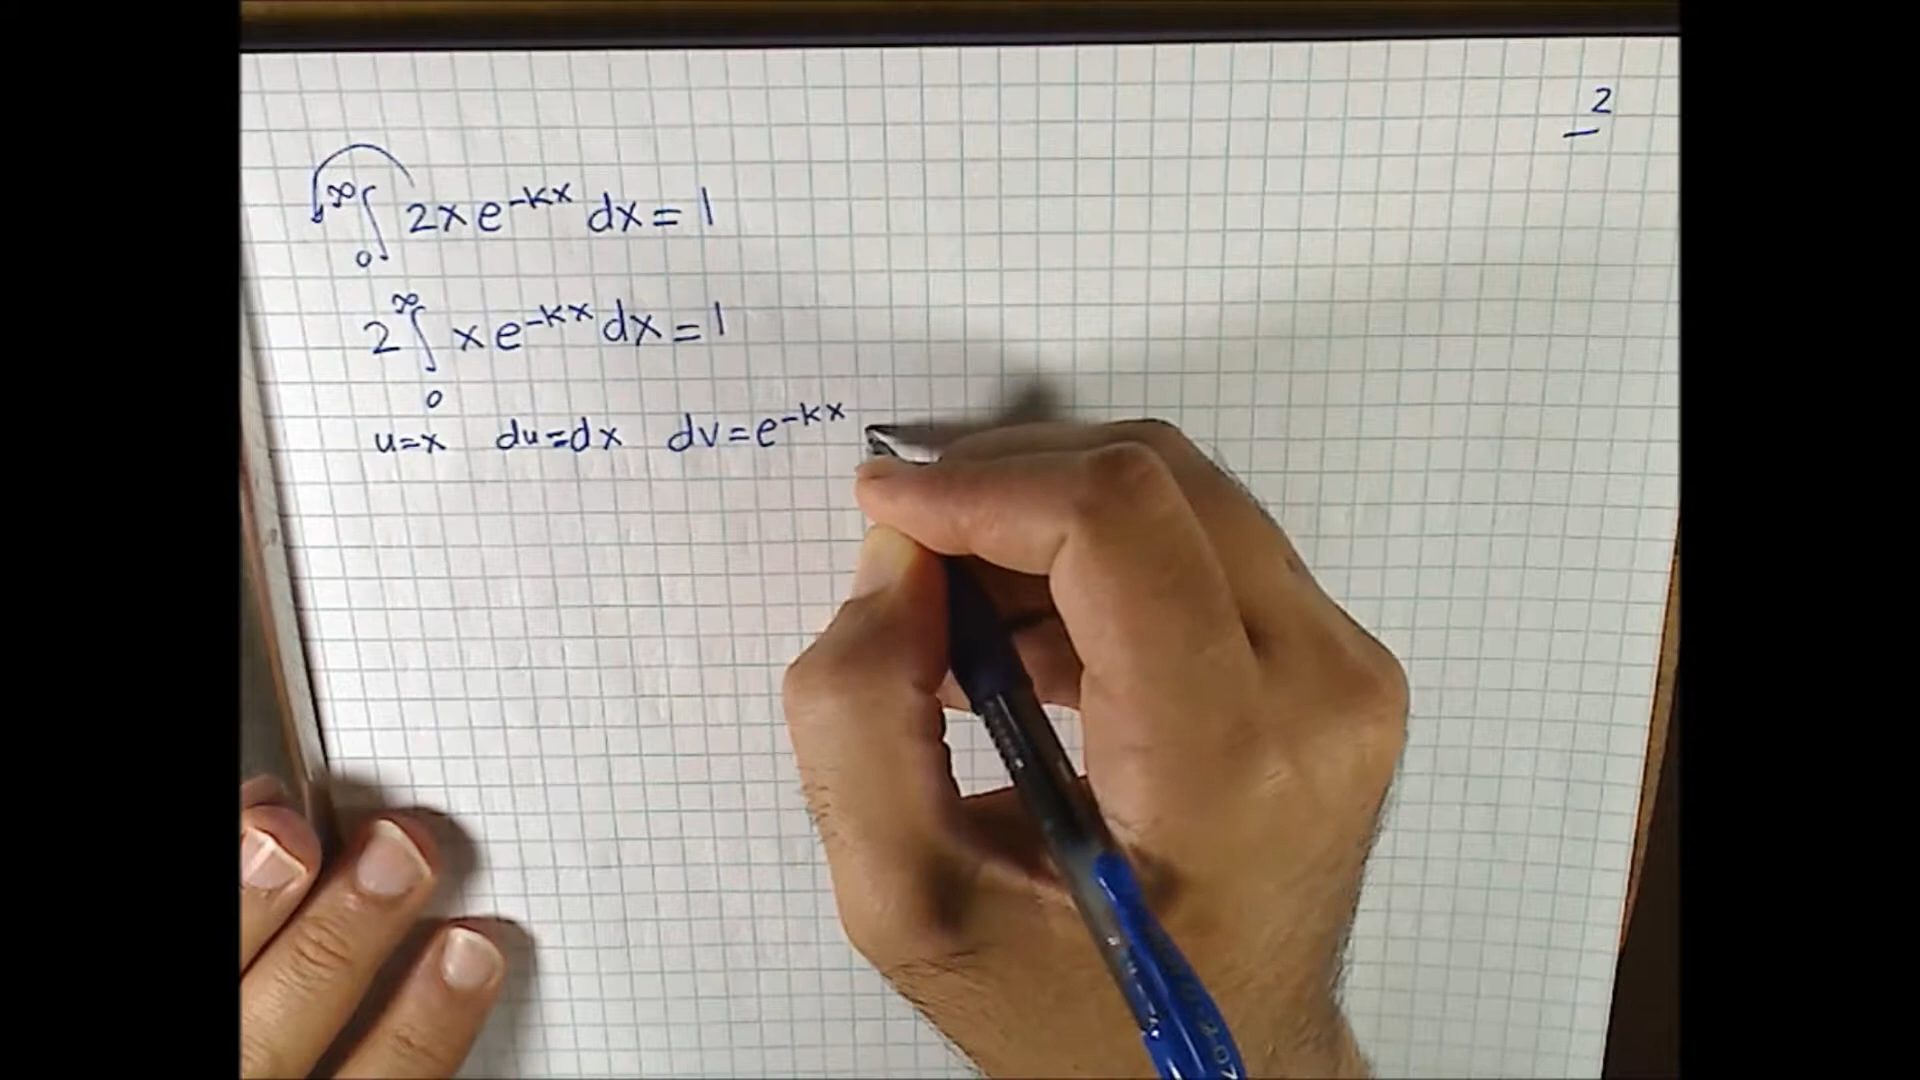 2
∞∫0 2xe^-kx dx = 1
2 ∞∫0 xe^-kx dx = 1
u=x du=dx dv=e^-kx